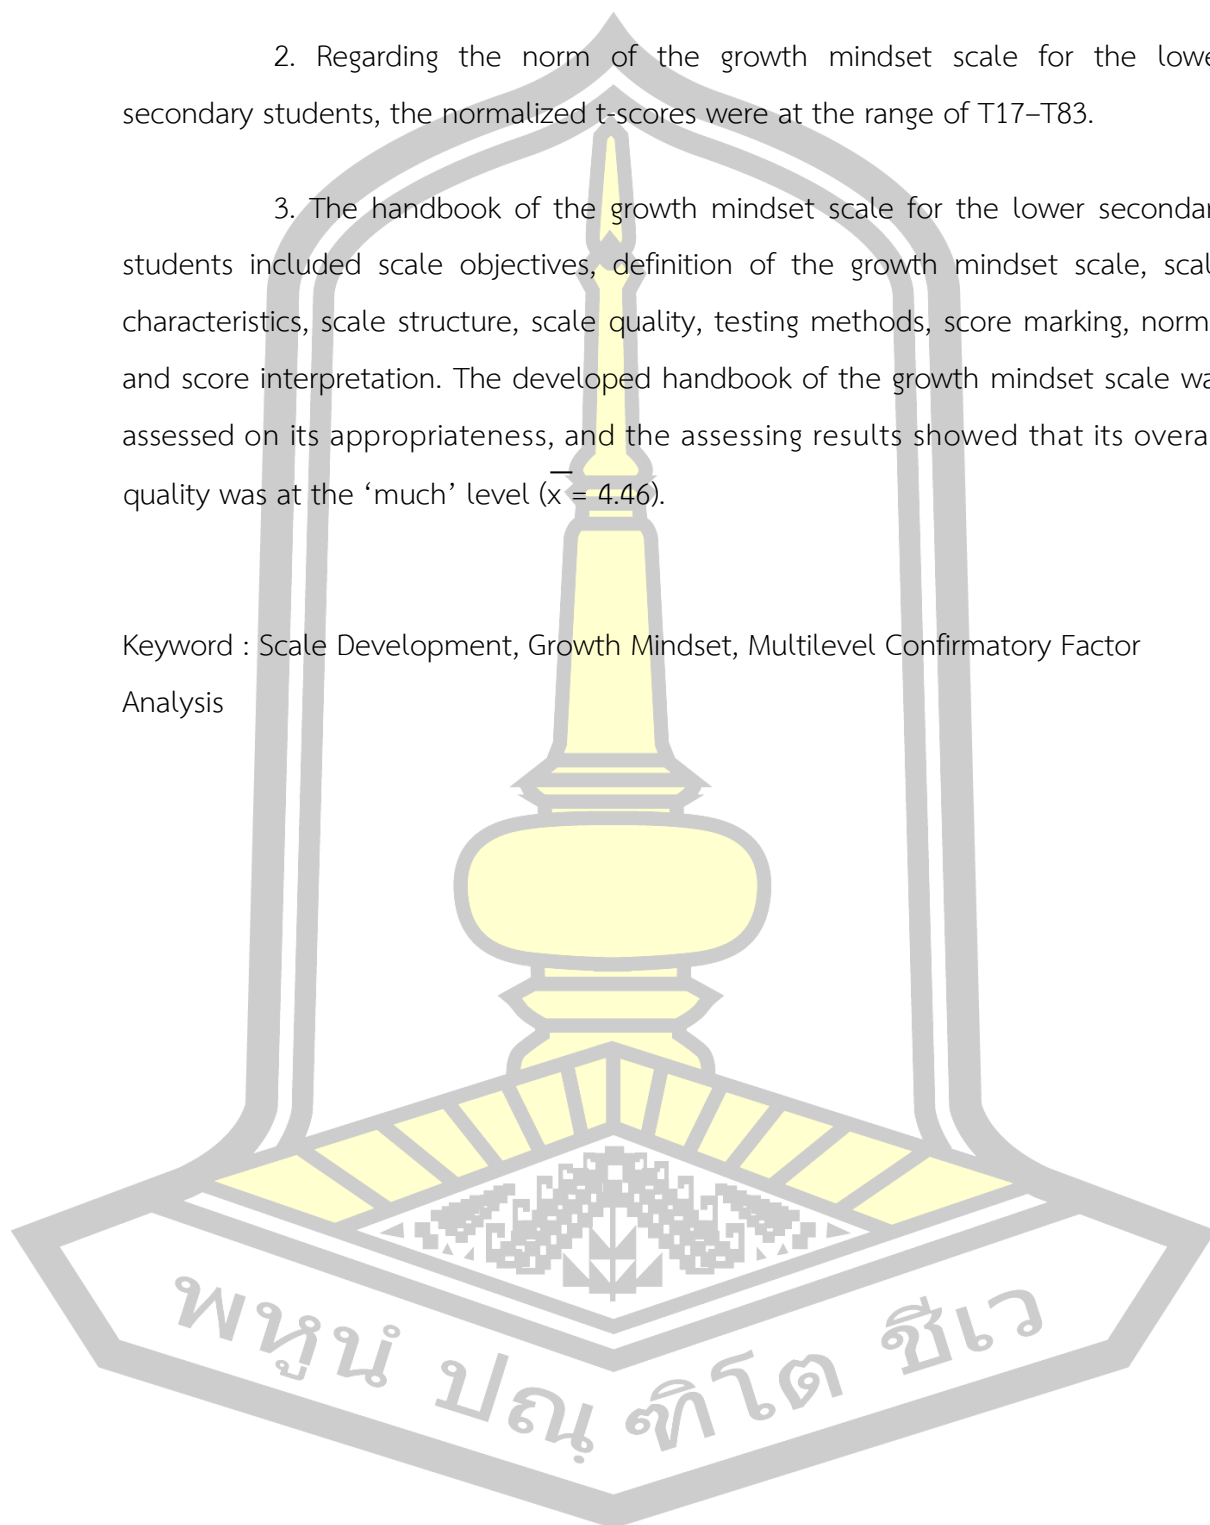 2. Regarding the norm of the growth mindset scale for the lowe
secondary students, the normalized t-scores were at the range of T17–T83.
3. The handbook of the growth mindset scale for the lower secondar
students included scale objectives, definition of the growth mindset scale, scal
characteristics, scale structure, scale quality, testing methods, score marking, norm
and score interpretation. The developed handbook of the growth mindset scale wa
assessed on its appropriateness, and the assessing results showed that its overa
quality was at the ‘much’ level (x̅ = 4.46).
Keyword : Scale Development, Growth Mindset, Multilevel Confirmatory Factor
Analysis
พหูนํ ปณฺฑิโต ชีเว